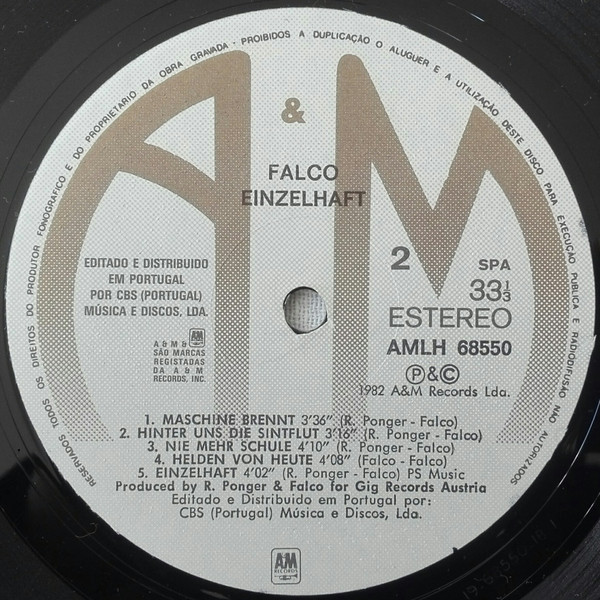 RESERVADOS TODOS OS DIREITOS DO PRODUTOR FONOGRAFICO E DO PROPRIETARIO DA OBRA GRAVADA - PROIBIDOS A DUPLICAÇÃO O ALUGUER E A UTILIZAÇÃO DESTE DISCO PARA EXECUÇÃO PUBLICA E RADIODIFUSÃO NÃO AUTORIZADOS
A & M
FALCO
EINZELHAFT
EDITADO E DISTRIBUIDO
EM PORTUGAL
POR CBS (PORTUGAL)
MÚSICA E DISCOS, LDA.
A & M &
SÃO MARCAS
REGISTADAS
DA A & M
RECORDS, INC.
2
SPA
33⅓
ESTEREO
AMLH 68550
Ⓟ&©
1982 A&M Records Lda.
1. MASCHINE BRENNT 3'36" (R. Ponger - Falco)
2. HINTER UNS DIE SINTFLUT 3'16" (R. Ponger - Falco)
3. NIE MEHR SCHULE 4'10" (R. Ponger - Falco)
4. HELDEN VON HEUTE 4'08" (Falco - Falco)
5. EINZELHAFT 4'02" (R. Ponger - Falco) PS Music
Produced by R. Ponger & Falco for Gig Records Austria
Editado e Distribuido em Portugal por:
CBS (Portugal) Música e Discos, Lda.
AM
RECORDS